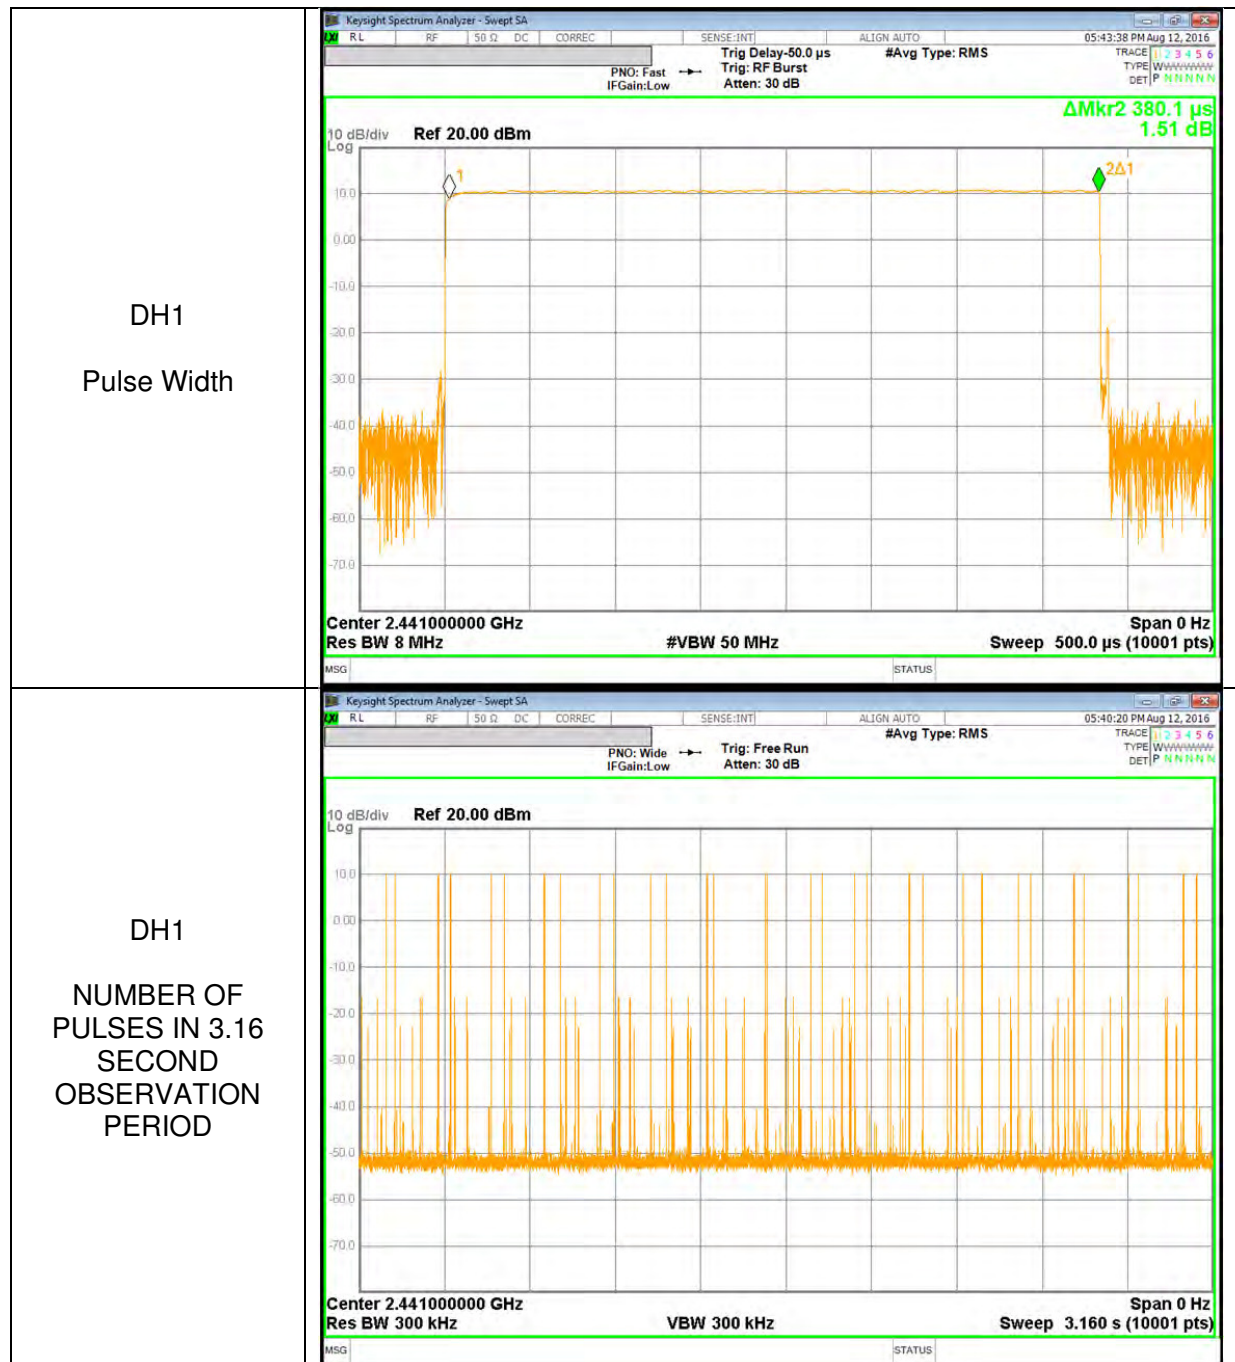 DH1
Pulse Width
Keysight Spectrum Analyzer - Swept SA
LXI RL RF 50 Ω DC CORREC SENSE:INT ALIGN AUTO 05:43:38 PM Aug 12, 2016
Trig Delay-50.0 µs #Avg Type: RMS TRACE 1 2 3 4 5 6
PNO: Fast Trig: RF Burst TYPE WWWWWW
IFGain:Low Atten: 30 dB DET P N N N N N
ΔMkr2 380.1 µs
1.51 dB
10 dB/div Ref 20.00 dBm
Log
1
2Δ1
10.0
0.00
-10.0
-20.0
-30.0
-40.0
-50.0
-60.0
-70.0
Center 2.441000000 GHz Span 0 Hz
Res BW 8 MHz #VBW 50 MHz Sweep 500.0 µs (10001 pts)
MSG STATUS
DH1
NUMBER OF
PULSES IN 3.16
SECOND
OBSERVATION
PERIOD
Keysight Spectrum Analyzer - Swept SA
LXI RL RF 50 Ω DC CORREC SENSE:INT ALIGN AUTO 05:40:20 PM Aug 12, 2016
#Avg Type: RMS TRACE 1 2 3 4 5 6
PNO: Wide Trig: Free Run TYPE WWWWWW
IFGain:Low Atten: 30 dB DET P N N N N N
10 dB/div Ref 20.00 dBm
Log
10.0
0.00
-10.0
-20.0
-30.0
-40.0
-50.0
-60.0
-70.0
Center 2.441000000 GHz Span 0 Hz
Res BW 300 kHz VBW 300 kHz Sweep 3.160 s (10001 pts)
MSG STATUS